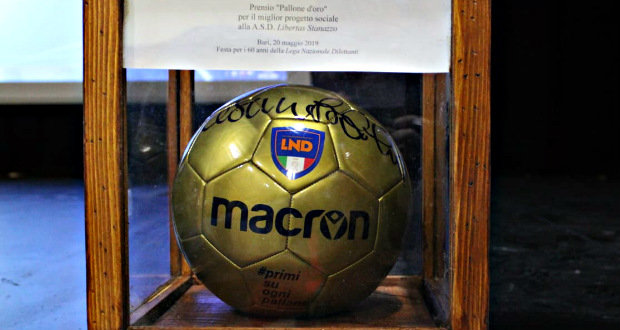 Premio "Pallone d'oro"
per il miglior progetto sociale
alla A.S.D. Libertas Stanazzo
Bari, 20 maggio 2019
Festa per i 60 anni della Lega Nazionale Dilettanti
LND
macron
#primi
su
ogni
pallone